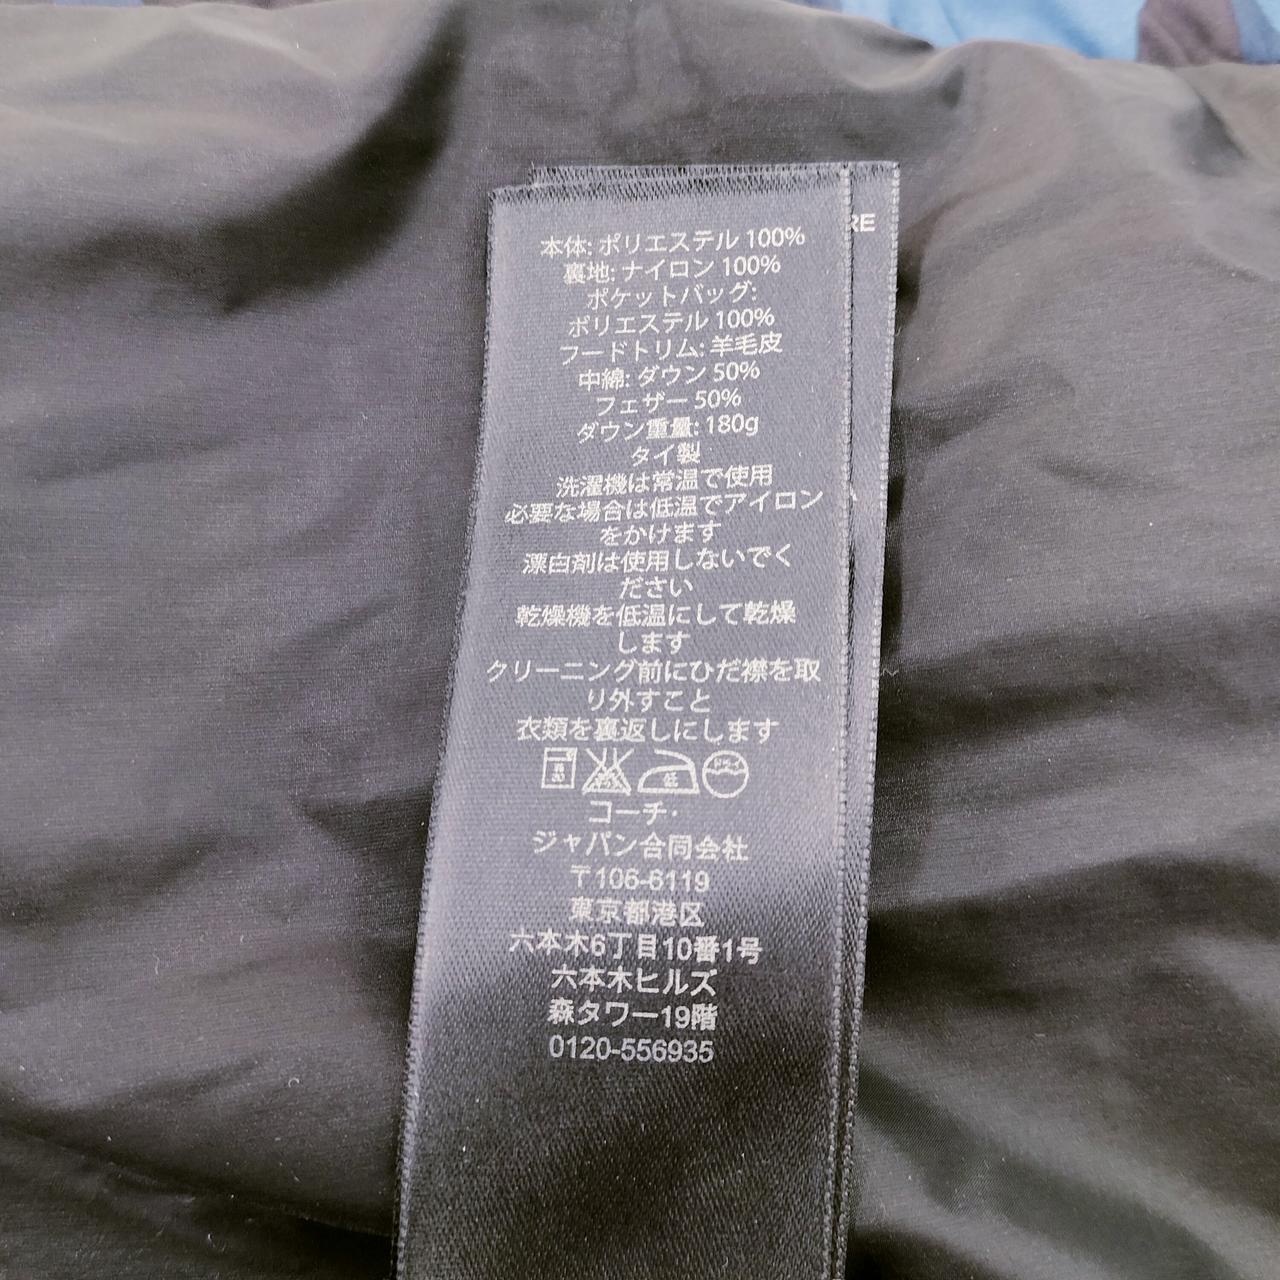 RE
本体: ポリエステル 100%
裏地: ナイロン 100%
ポケットバッグ:
ポリエステル 100%
フードトリム: 羊毛皮
中綿: ダウン 50%
フェザー 50%
ダウン重量: 180g
タイ製
洗濯機は常温で使用
必要な場合は低温でアイロン
をかけます
漂白剤は使用しないでく
ださい
乾燥機を低温にして乾燥
します
クリーニング前にひだ襟を取
り外すこと
衣類を裏返しにします
低 ドライ
コーチ・
ジャパン合同会社
〒106-6119
東京都港区
六本木6丁目10番1号
六本木ヒルズ
森タワー19階
0120-556935